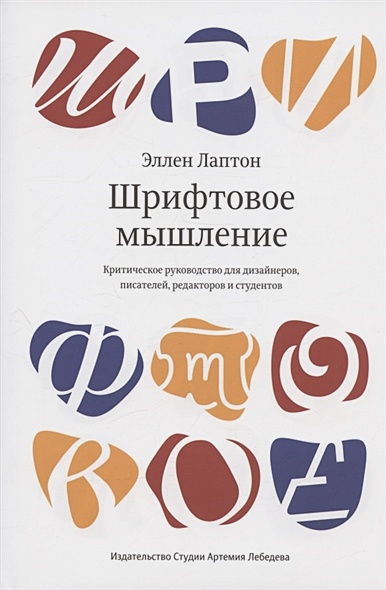 Ш Р И
Эллен Лаптон
Шрифтовое
мышление
Критическое руководство для дизайнеров,
писателей, редакторов и студентов
Ф т О
В О Е
Издательство Студии Артемия Лебедева